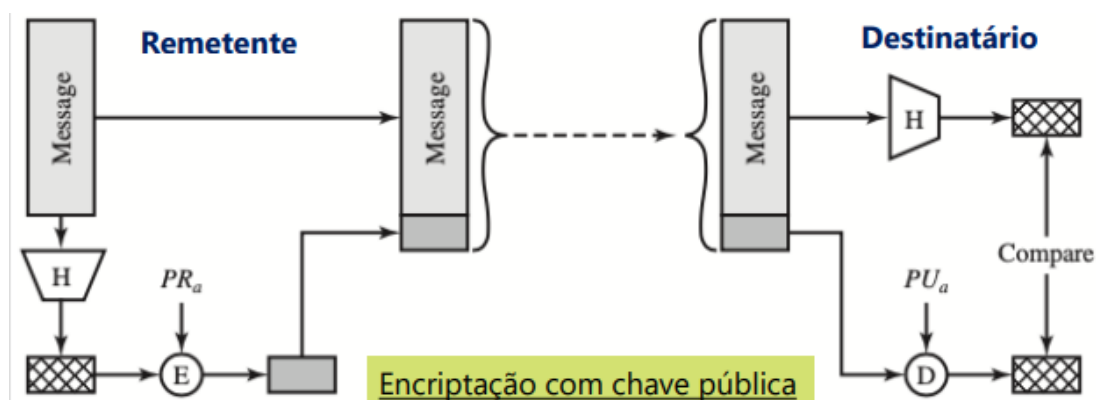 Remetente
Destinatário
Message
Message
Message
H
H
PRa
PUa
Compare
E
D
Encriptação com chave pública